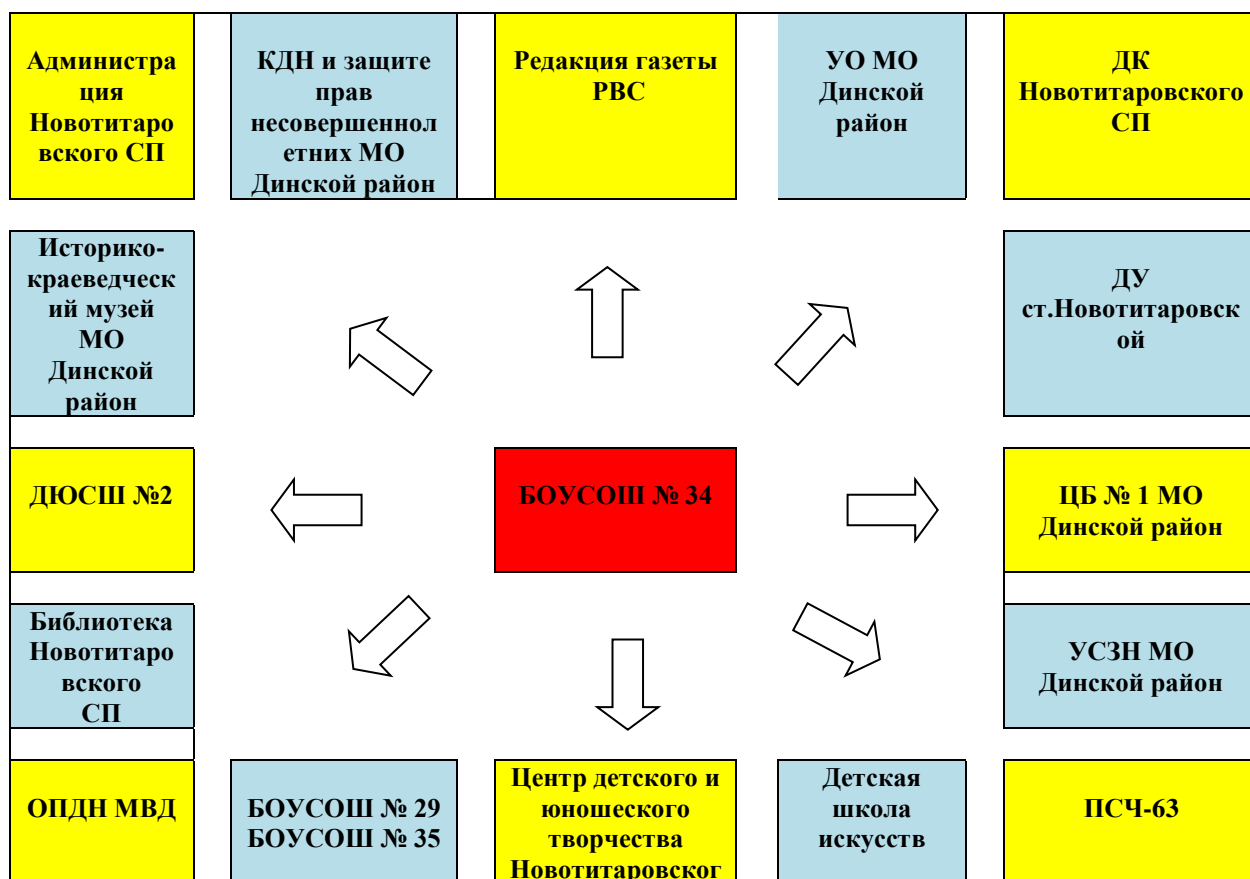 Администра
ция
Новотитаро
вского СП
КДН и защите
прав
несовершеннол
етних МО
Динской район
Редакция газеты
РВС
УО МО
Динской
район
ДК
Новотитаровского
СП
Историко-
краеведческ
ий музей
МО
Динской
район
ДУ
ст.Новотитаровск
ой
ДЮСШ №2
БОУСОШ № 34
ЦБ № 1 МО
Динской район
Библиотека
Новотитаро
вского
СП
УСЗН МО
Динской район
ОПДН МВД
БОУСОШ № 29
БОУСОШ № 35
Центр детского и
юношеского
творчества
Новотитаровског
Детская
школа
искусств
ПСЧ-63